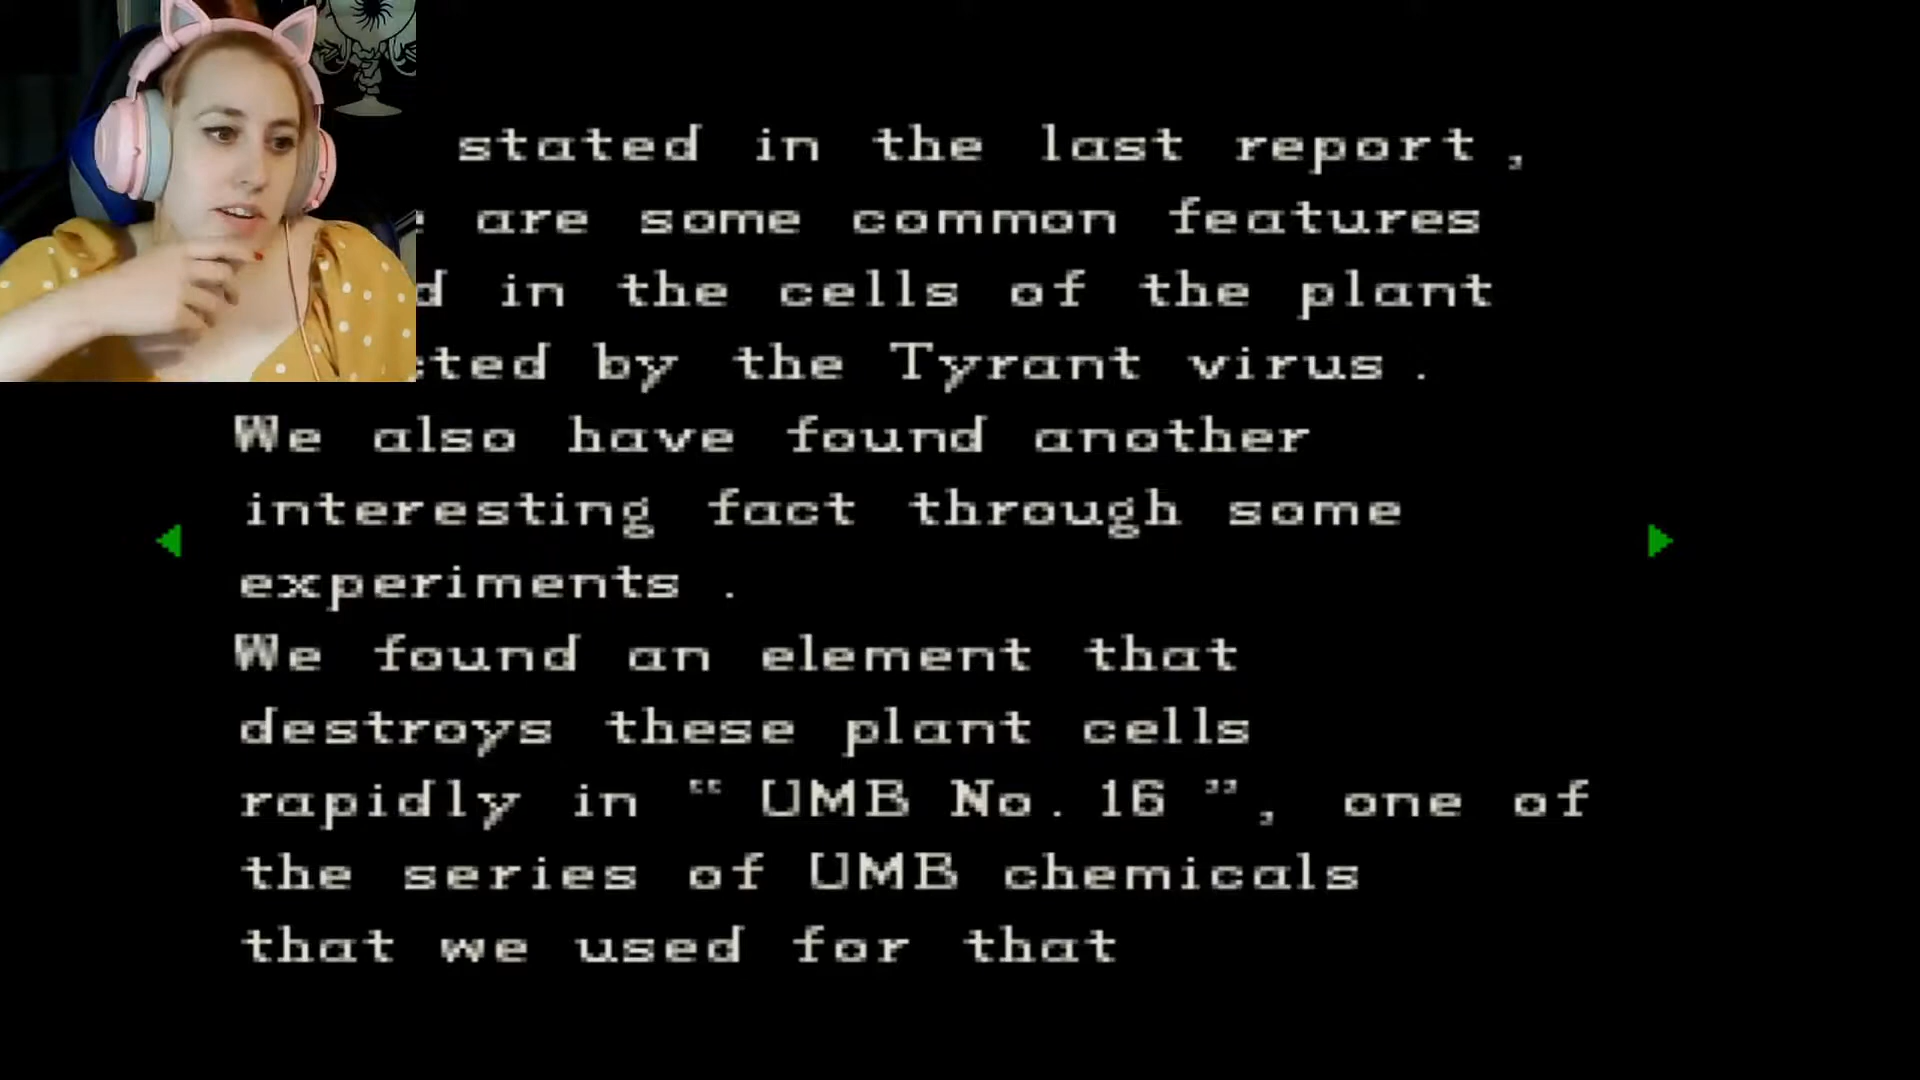 stated in the last report,
are some common features
in the cells of the plant
by the Tyrant virus.
We also have found another
interesting fact through some
experiments.
We found an element that
destroys these plant cells
rapidly in “UMB No.16”, one of
the series of UMB chemicals
that we used for that